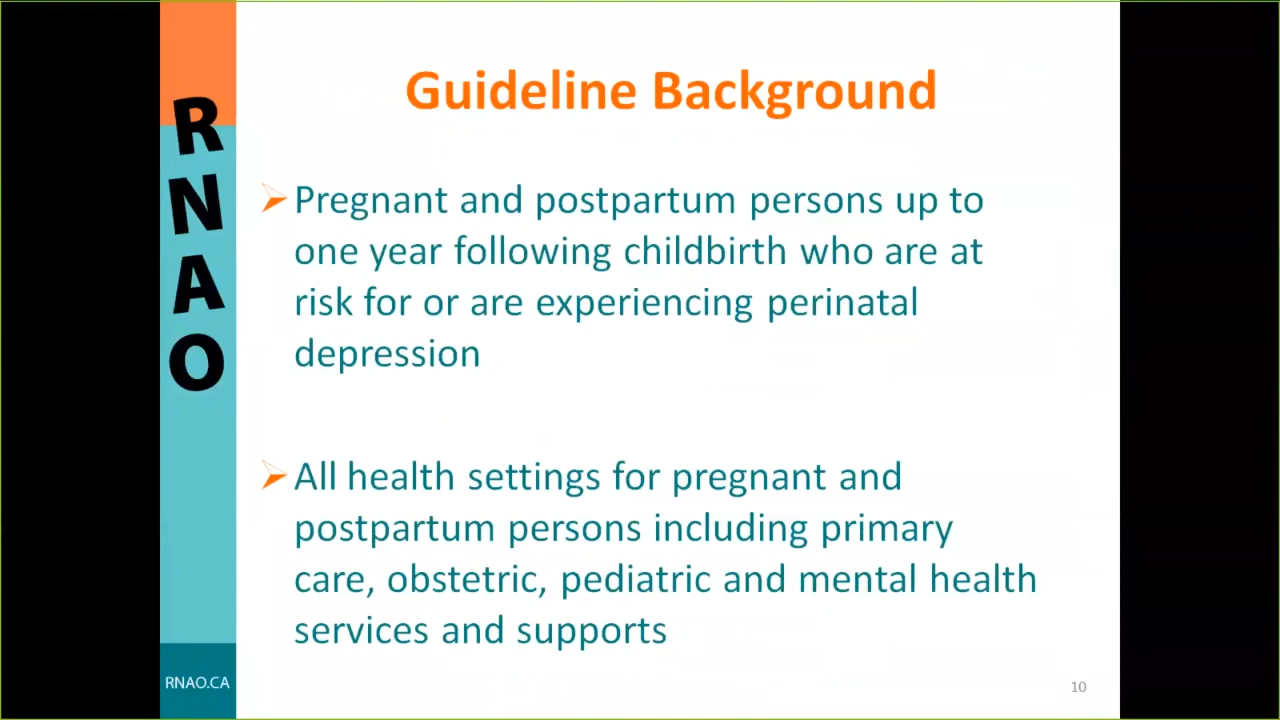 RNAO
Guideline Background
Pregnant and postpartum persons up to
one year following childbirth who are at
risk for or are experiencing perinatal
depression
All health settings for pregnant and
postpartum persons including primary
care, obstetric, pediatric and mental health
services and supports
RNAO.CA
10